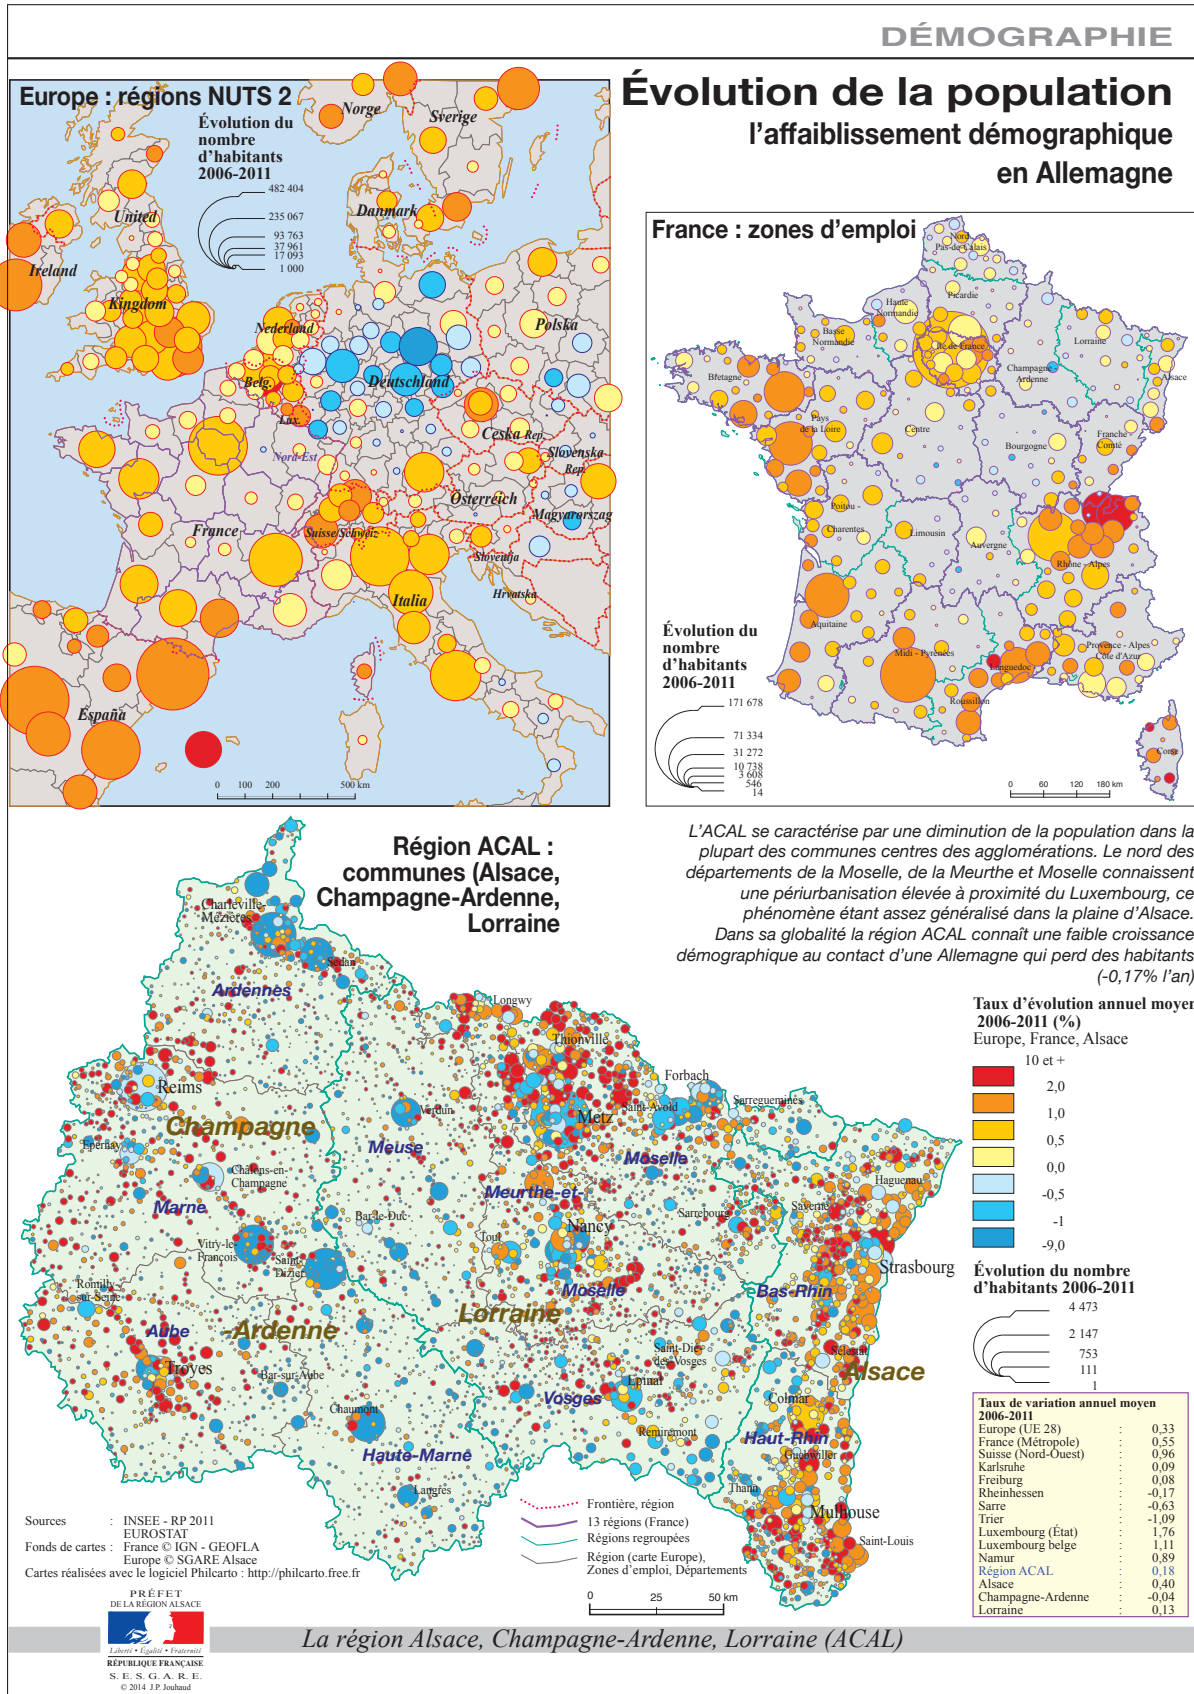 DÉMOGRAPHIE
Évolution de la population
l'affaiblissement démographique
en Allemagne
Europe : régions NUTS 2
Évolution du
nombre
d'habitants
2006-2011
482 404
235 067
93 763
37 961
17 093
1 000
Norge
Sverige
United
Danmark
Ireland
Kingdom
Nederland
Polska
Belg.
Deutschland
Lux.
Ceska Rep.
Nord-Est
Slovenska
Rep.
Österreich
France
Suisse/Schweiz
Magyarorszag
Slovenija
Hrvatska
Italia
España
0 100 200 500 km
France : zones d'emploi
Nord
Pas-de-Calais
Picardie
Haute
Normandie
Basse
Normandie
Ile de France
Lorraine
Champagne -
Ardenne
Alsace
Bretagne
Pays
de la Loire
Centre
Bourgogne
Franche -
Comté
Poitou -
Charentes
Limousin
Auvergne
Rhône - Alpes
Aquitaine
Midi - Pyrénées
Languedoc
Roussillon
Provence - Alpes
Côte d'Azur
Corse
Évolution du
nombre
d'habitants
2006-2011
171 678
71 334
31 272
10 738
3 608
546
14
0 60 120 180 km
L'ACAL se caractérise par une diminution de la population dans la
plupart des communes centres des agglomérations. Le nord des
départements de la Moselle, de la Meurthe et Moselle connaissent
une périurbanisation élevée à proximité du Luxembourg, ce
phénomène étant assez généralisé dans la plaine d'Alsace.
Dans sa globalité la région ACAL connaît une faible croissance
démographique au contact d'une Allemagne qui perd des habitants
(-0,17% l'an)
Région ACAL :
communes (Alsace,
Champagne-Ardenne,
Lorraine
Charleville-
Mézières
Sedan
Ardennes
Longwy
Thionville
Forbach
Reims
Verdun
Metz
Saint-Avold
Sarreguemines
Champagne
Epernay
Meuse
Moselle
Châlons-en-
Champagne
Haguenau
Marne
Meurthe-et-
Saverne
Bar-le-Duc
Sarrebourg
Nancy
Vitry-le-
François
Toul
Strasbourg
Saint-
Dizier
Romilly-
sur-Seine
Moselle
Bas-Rhin
Lorraine
Aube
-Ardenne
Saint-Dié-
des-Vosges
Sélestat
Troyes
Bar-sur-Aube
Epinal
Alsace
Vosges
Colmar
Chaumont
Remiremont
Haut-Rhin
Haute-Marne
Guebwiller
Langres
Thann
Mulhouse
Saint-Louis
Taux d'évolution annuel moyen
2006-2011 (%)
Europe, France, Alsace
10 et +
2,0
1,0
0,5
0,0
-0,5
-1
-9,0
Évolution du nombre
d'habitants 2006-2011
4 473
2 147
753
111
1
Taux de variation annuel moyen
2006-2011
Europe (UE 28) : 0,33
France (Métropole) : 0,55
Suisse (Nord-Ouest) : 0,96
Karlsruhe : 0,09
Freiburg : 0,08
Rheinhessen : -0,17
Sarre : -0,63
Trier : -1,09
Luxembourg (État) : 1,76
Luxembourg belge : 1,11
Namur : 0,89
Région ACAL : 0,18
Alsace : 0,40
Champagne-Ardenne : -0,04
Lorraine : 0,13
Frontière, région
13 régions (France)
Régions regroupées
Région (carte Europe),
Zones d'emploi, Départements
0 25 50 km
Sources : INSEE - RP 2011
EUROSTAT
Fonds de cartes : France © IGN - GEOFLA
Europe © SGARE Alsace
Cartes réalisées avec le logiciel Philcarto : http://philcarto.free.fr
PRÉFET
DE LA RÉGION ALSACE
Liberté • Égalité • Fraternité
RÉPUBLIQUE FRANÇAISE
S. E. S. G. A. R. E.
© 2014 J.P. Jouhaud
La région Alsace, Champagne-Ardenne, Lorraine (ACAL)